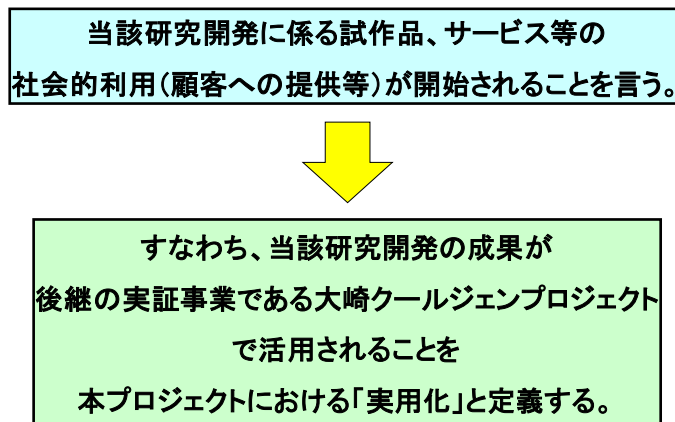 当該研究開発に係る試作品、サービス等の
社会的利用(顧客への提供等)が開始されることを言う。
すなわち、当該研究開発の成果が
後継の実証事業である大崎クールジェンプロジェクト
で活用されることを
本プロジェクトにおける「実用化」と定義する。